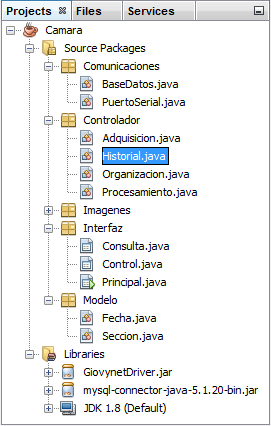 Projects Files Services
Camara
Source Packages
Comunicaciones
BaseDatos.java
PuertoSerial.java
Controlador
Adquisicion.java
Historial.java
Organizacion.java
Procesamiento.java
Imagenes
Interfaz
Consulta.java
Control.java
Principal.java
Modelo
Fecha.java
Seccion.java
Libraries
GiovynetDriver.jar
mysql-connector-java-5.1.20-bin.jar
JDK 1.8 (Default)